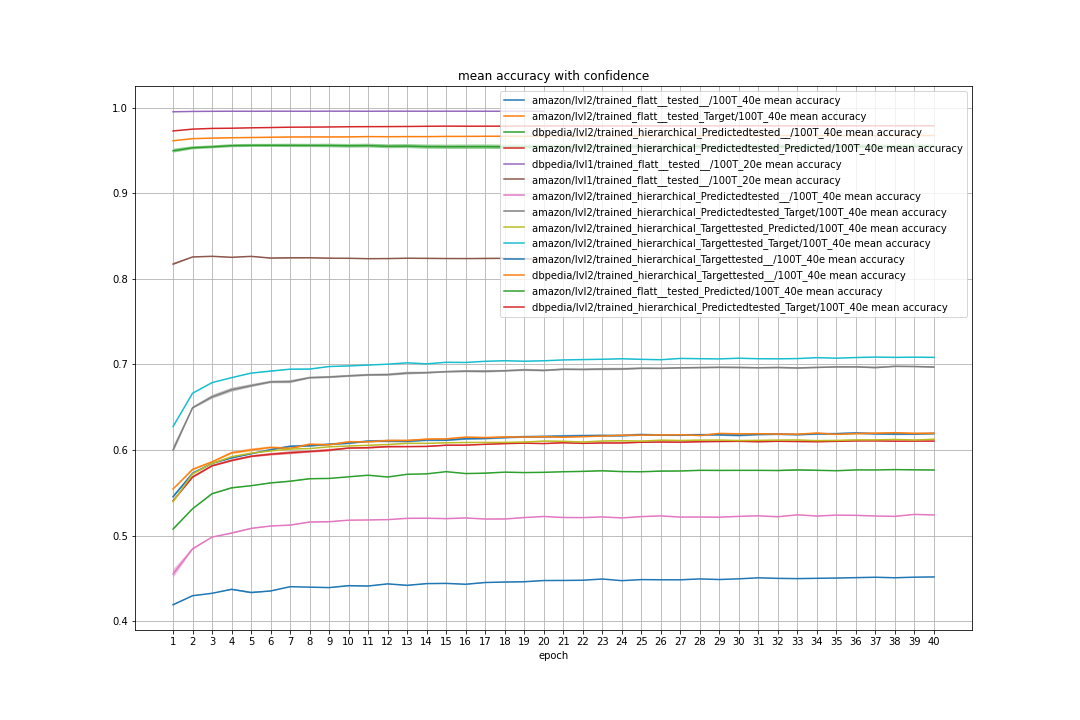 mean accuracy with confidence
1.0
0.9
0.8
0.7
0.6
0.5
0.4
amazon/lvl2/trained_flatt__tested__/100T_40e mean accuracy
amazon/lvl2/trained_flatt__tested_Target/100T_40e mean accuracy
dbpedia/lvl2/trained_hierarchical_Predictedtested__/100T_40e mean accuracy
amazon/lvl2/trained_hierarchical_Predictedtested_Predicted/100T_40e mean accuracy
dbpedia/lvl1/trained_flatt__tested__/100T_20e mean accuracy
amazon/lvl1/trained_flatt__tested__/100T_20e mean accuracy
amazon/lvl2/trained_hierarchical_Predictedtested__/100T_40e mean accuracy
amazon/lvl2/trained_hierarchical_Predictedtested_Target/100T_40e mean accuracy
amazon/lvl2/trained_hierarchical_Targettested_Predicted/100T_40e mean accuracy
amazon/lvl2/trained_hierarchical_Targettested_Target/100T_40e mean accuracy
amazon/lvl2/trained_hierarchical_Targettested__/100T_40e mean accuracy
dbpedia/lvl2/trained_hierarchical_Targettested__/100T_40e mean accuracy
amazon/lvl2/trained_flatt__tested_Predicted/100T_40e mean accuracy
dbpedia/lvl2/trained_hierarchical_Predictedtested_Target/100T_40e mean accuracy
1 2 3 4 5 6 7 8 9 10 11 12 13 14 15 16 17 18 19 20 21 22 23 24 25 26 27 28 29 30 31 32 33 34 35 36 37 38 39 40
epoch